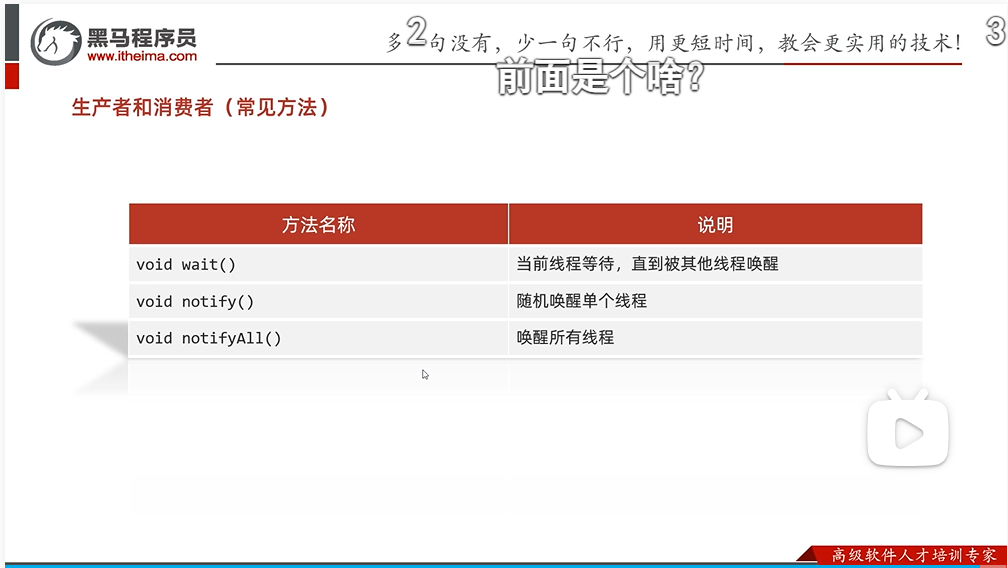 黑马程序员
www.itheima.com
多一句没有，少一句不行，用更短时间，教会更实用的技术！
2
3
前面是个啥？
生产者和消费者（常见方法）
方法名称 说明
void wait() 当前线程等待，直到被其他线程唤醒
void notify() 随机唤醒单个线程
void notifyAll() 唤醒所有线程
高级软件人才培训专家